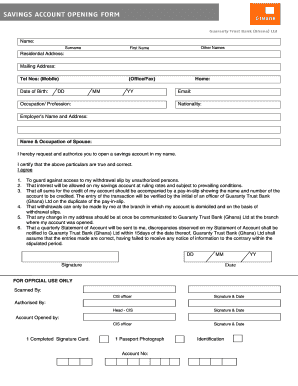 SAVINGS ACCOUNT OPENING FORM
GTBANK
Guaranty Trust Bank (Ghana) Ltd
Name:
Surname First Name Other Names
Residential Address:
Mailing Address:
Tel Nos: (Mobile) (Office/Fax) Home:
Date of Birth: DD MM YY Email:
Occupation/ Profession: Nationality:
Employer's Name and Address:
Name & Occupation of Spouse:
I hereby request and authorize you to open a savings account in my name.
I certify that the above particulars are true and correct.
I agree
1. To guard against access to my withdrawal slip by unauthorized persons.
2. That interest will be allowed on my savings account at ruling rates and subject to prevailing conditions.
3. That all sums for the credit of my account should be accompanied by a pay-in-slip showing the name and number of the account to be credited. The entry of the transaction will be verified by the initial of an officer of Guaranty Trust Bank (Ghana) Ltd on the duplicate of the pay-in-slip.
4. That withdrawals can only be made by me at the branch in which my account is domiciled and on the basis of withdrawal slips.
5. That any change in my address should be at once be communicated to Guaranty Trust Bank (Ghana) Ltd at the branch where my account was opened.
6. That a quarterly Statement of Account will be sent to me, discrepancies observed on my Statement of Account shall be notified to Guaranty Trust Bank (Ghana) Ltd within 15days of the date thereof, Guaranty Trust Bank (Ghana) Ltd shall assume that the entries made are correct, having failed to receive any notice of information to the contrary within the stipulated period.
DD MM YY
Signature Date
FOR OFFICIAL USE ONLY
Scanned By:
CIS officer Signature & Date
Authorised By:
Head - CIS Signature & Date
Account Opened by:
CIS officer Signature & Date
1 Completed Signature Card. 1 Passport Photograph Identification
Account No: